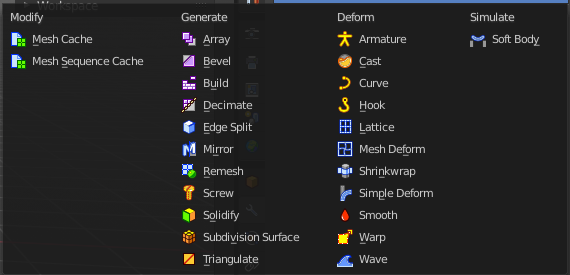 Workspace
Modify
Mesh Cache
Mesh Sequence Cache
Generate
Array
Bevel
Build
Decimate
Edge Split
Mirror
Remesh
Screw
Solidify
Subdivision Surface
Triangulate
Deform
Armature
Cast
Curve
Hook
Lattice
Mesh Deform
Shrinkwrap
Simple Deform
Smooth
Warp
Wave
Simulate
Soft Body